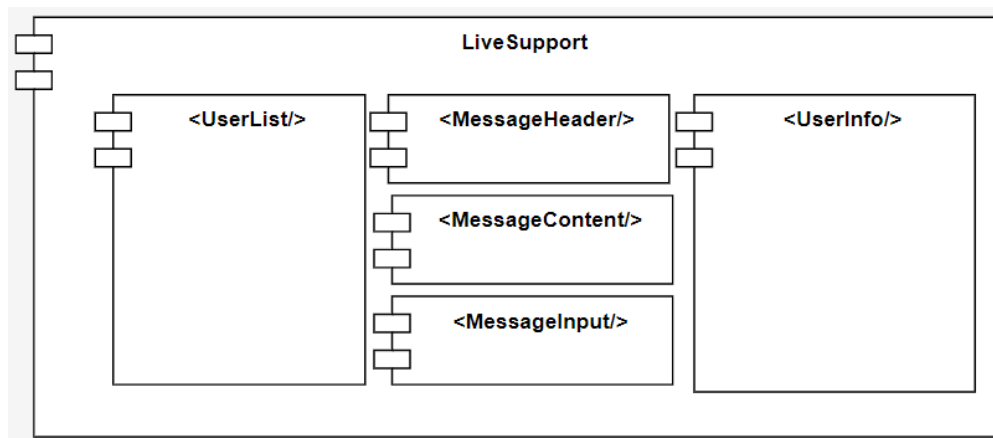 LiveSupport
<UserList/>
<MessageHeader/>
<UserInfo/>
<MessageContent/>
<MessageInput/>